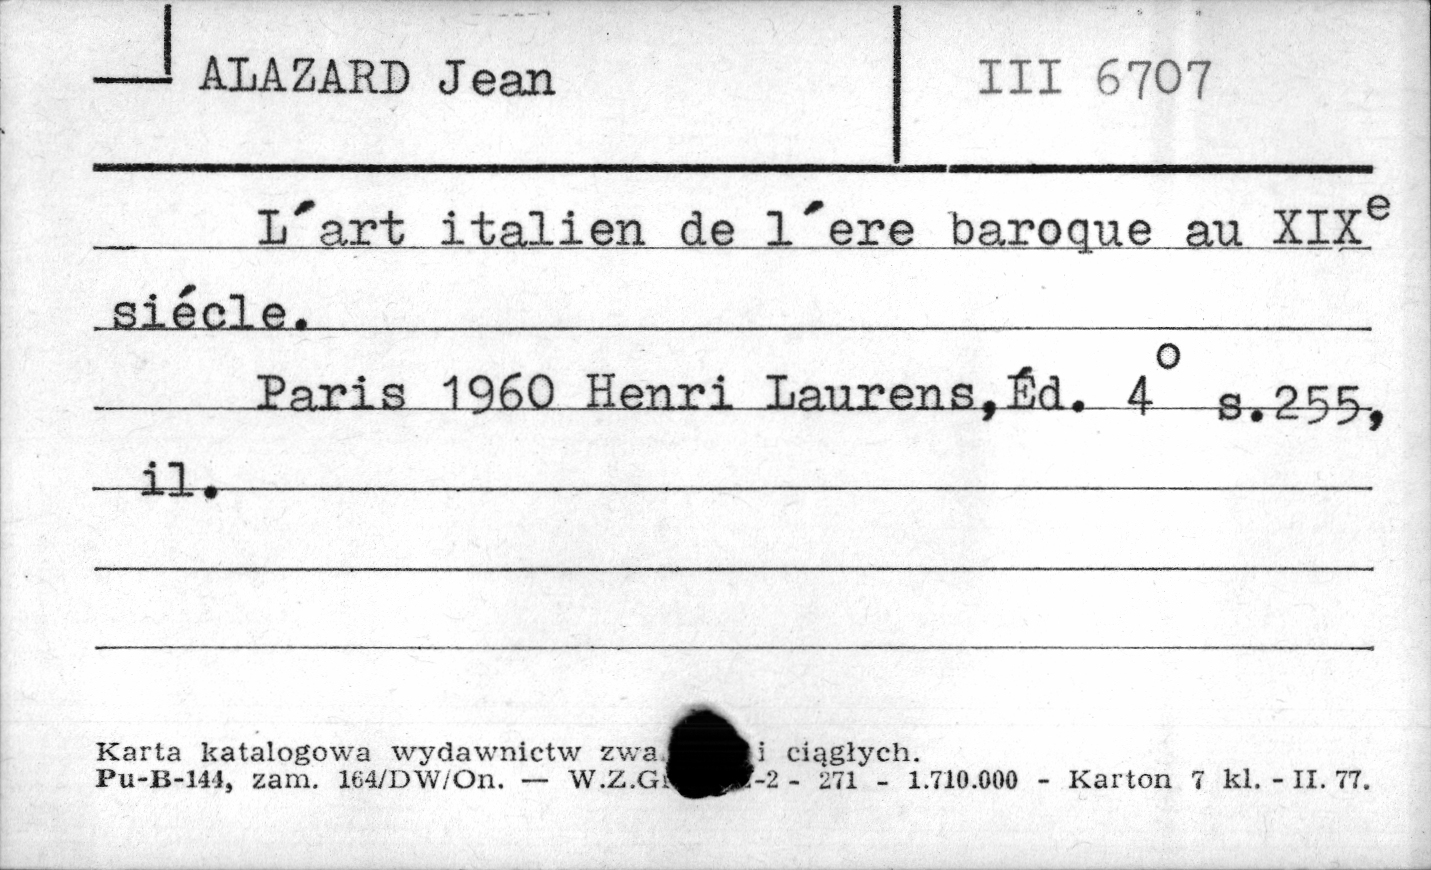 ALAZARD Jean III 6707
L´art italien de l´ere baroque au XIXe
siécle.
Paris 1960 Henri Laurens,Éd. 4o s.255,
il.
Karta katalogowa wydawnictw i ciągłych.
Pu-B-144, zam. 164/DW/On. — -2 - 271 - 1.710.000 - Karton 7 kl. - II. 77.